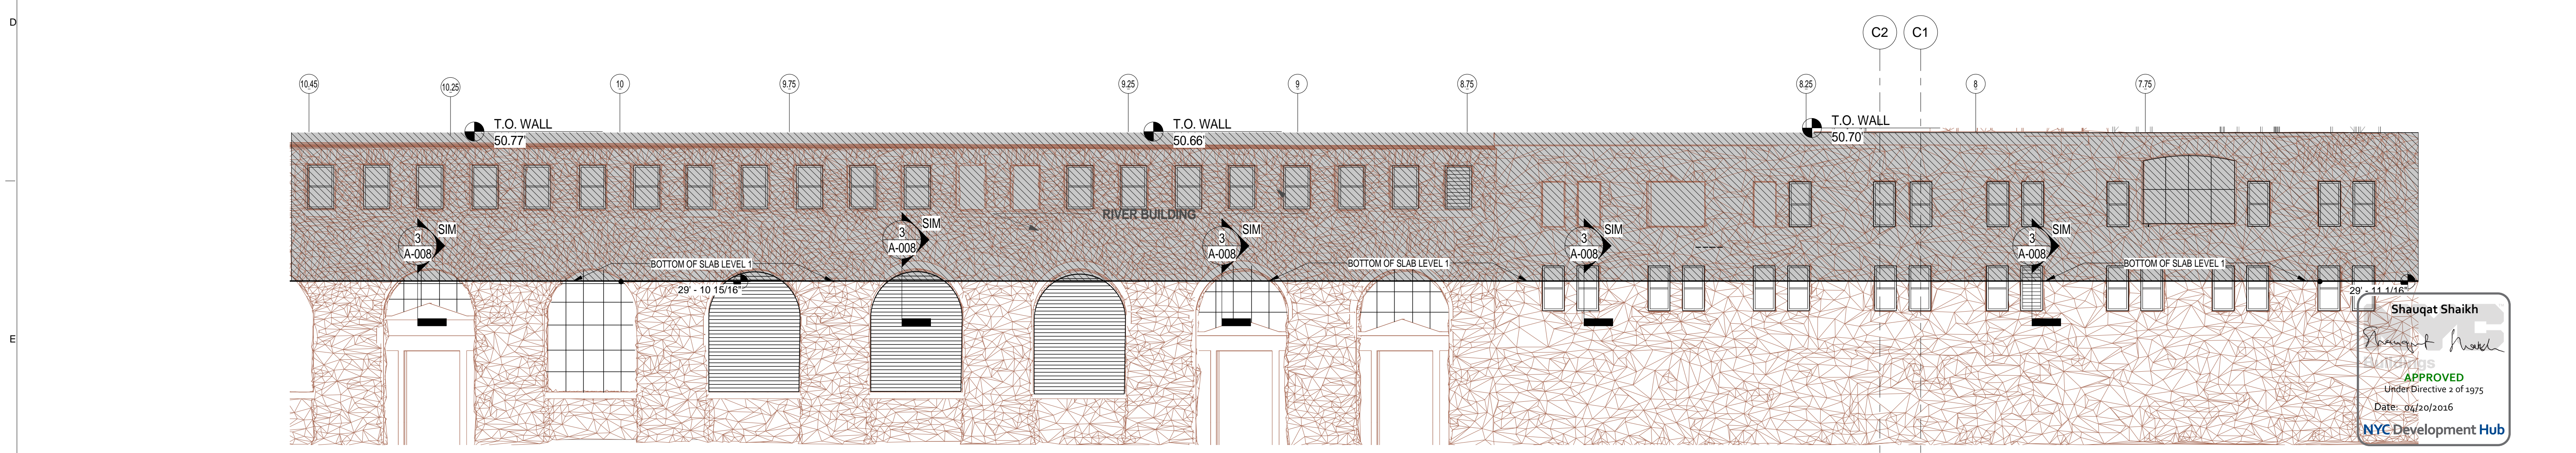 D
C2
C1
10.45
10.25
10
9.75
9.25
9
8.75
8.25
8
7.75
T.O. WALL
50.77'
T.O. WALL
50.66'
T.O. WALL
50.70'
RIVER BUILDING
3
A-008
SIM
3
A-008
SIM
3
A-008
SIM
3
A-008
SIM
3
A-008
SIM
BOTTOM OF SLAB LEVEL 1
BOTTOM OF SLAB LEVEL 1
BOTTOM OF SLAB LEVEL 1
29' - 10 15/16"
29' - 11 1/16"
E
Shauqat Shaikh
Buildings
APPROVED
Under Directive 2 of 1975
Date: 04/20/2016
NYC Development Hub